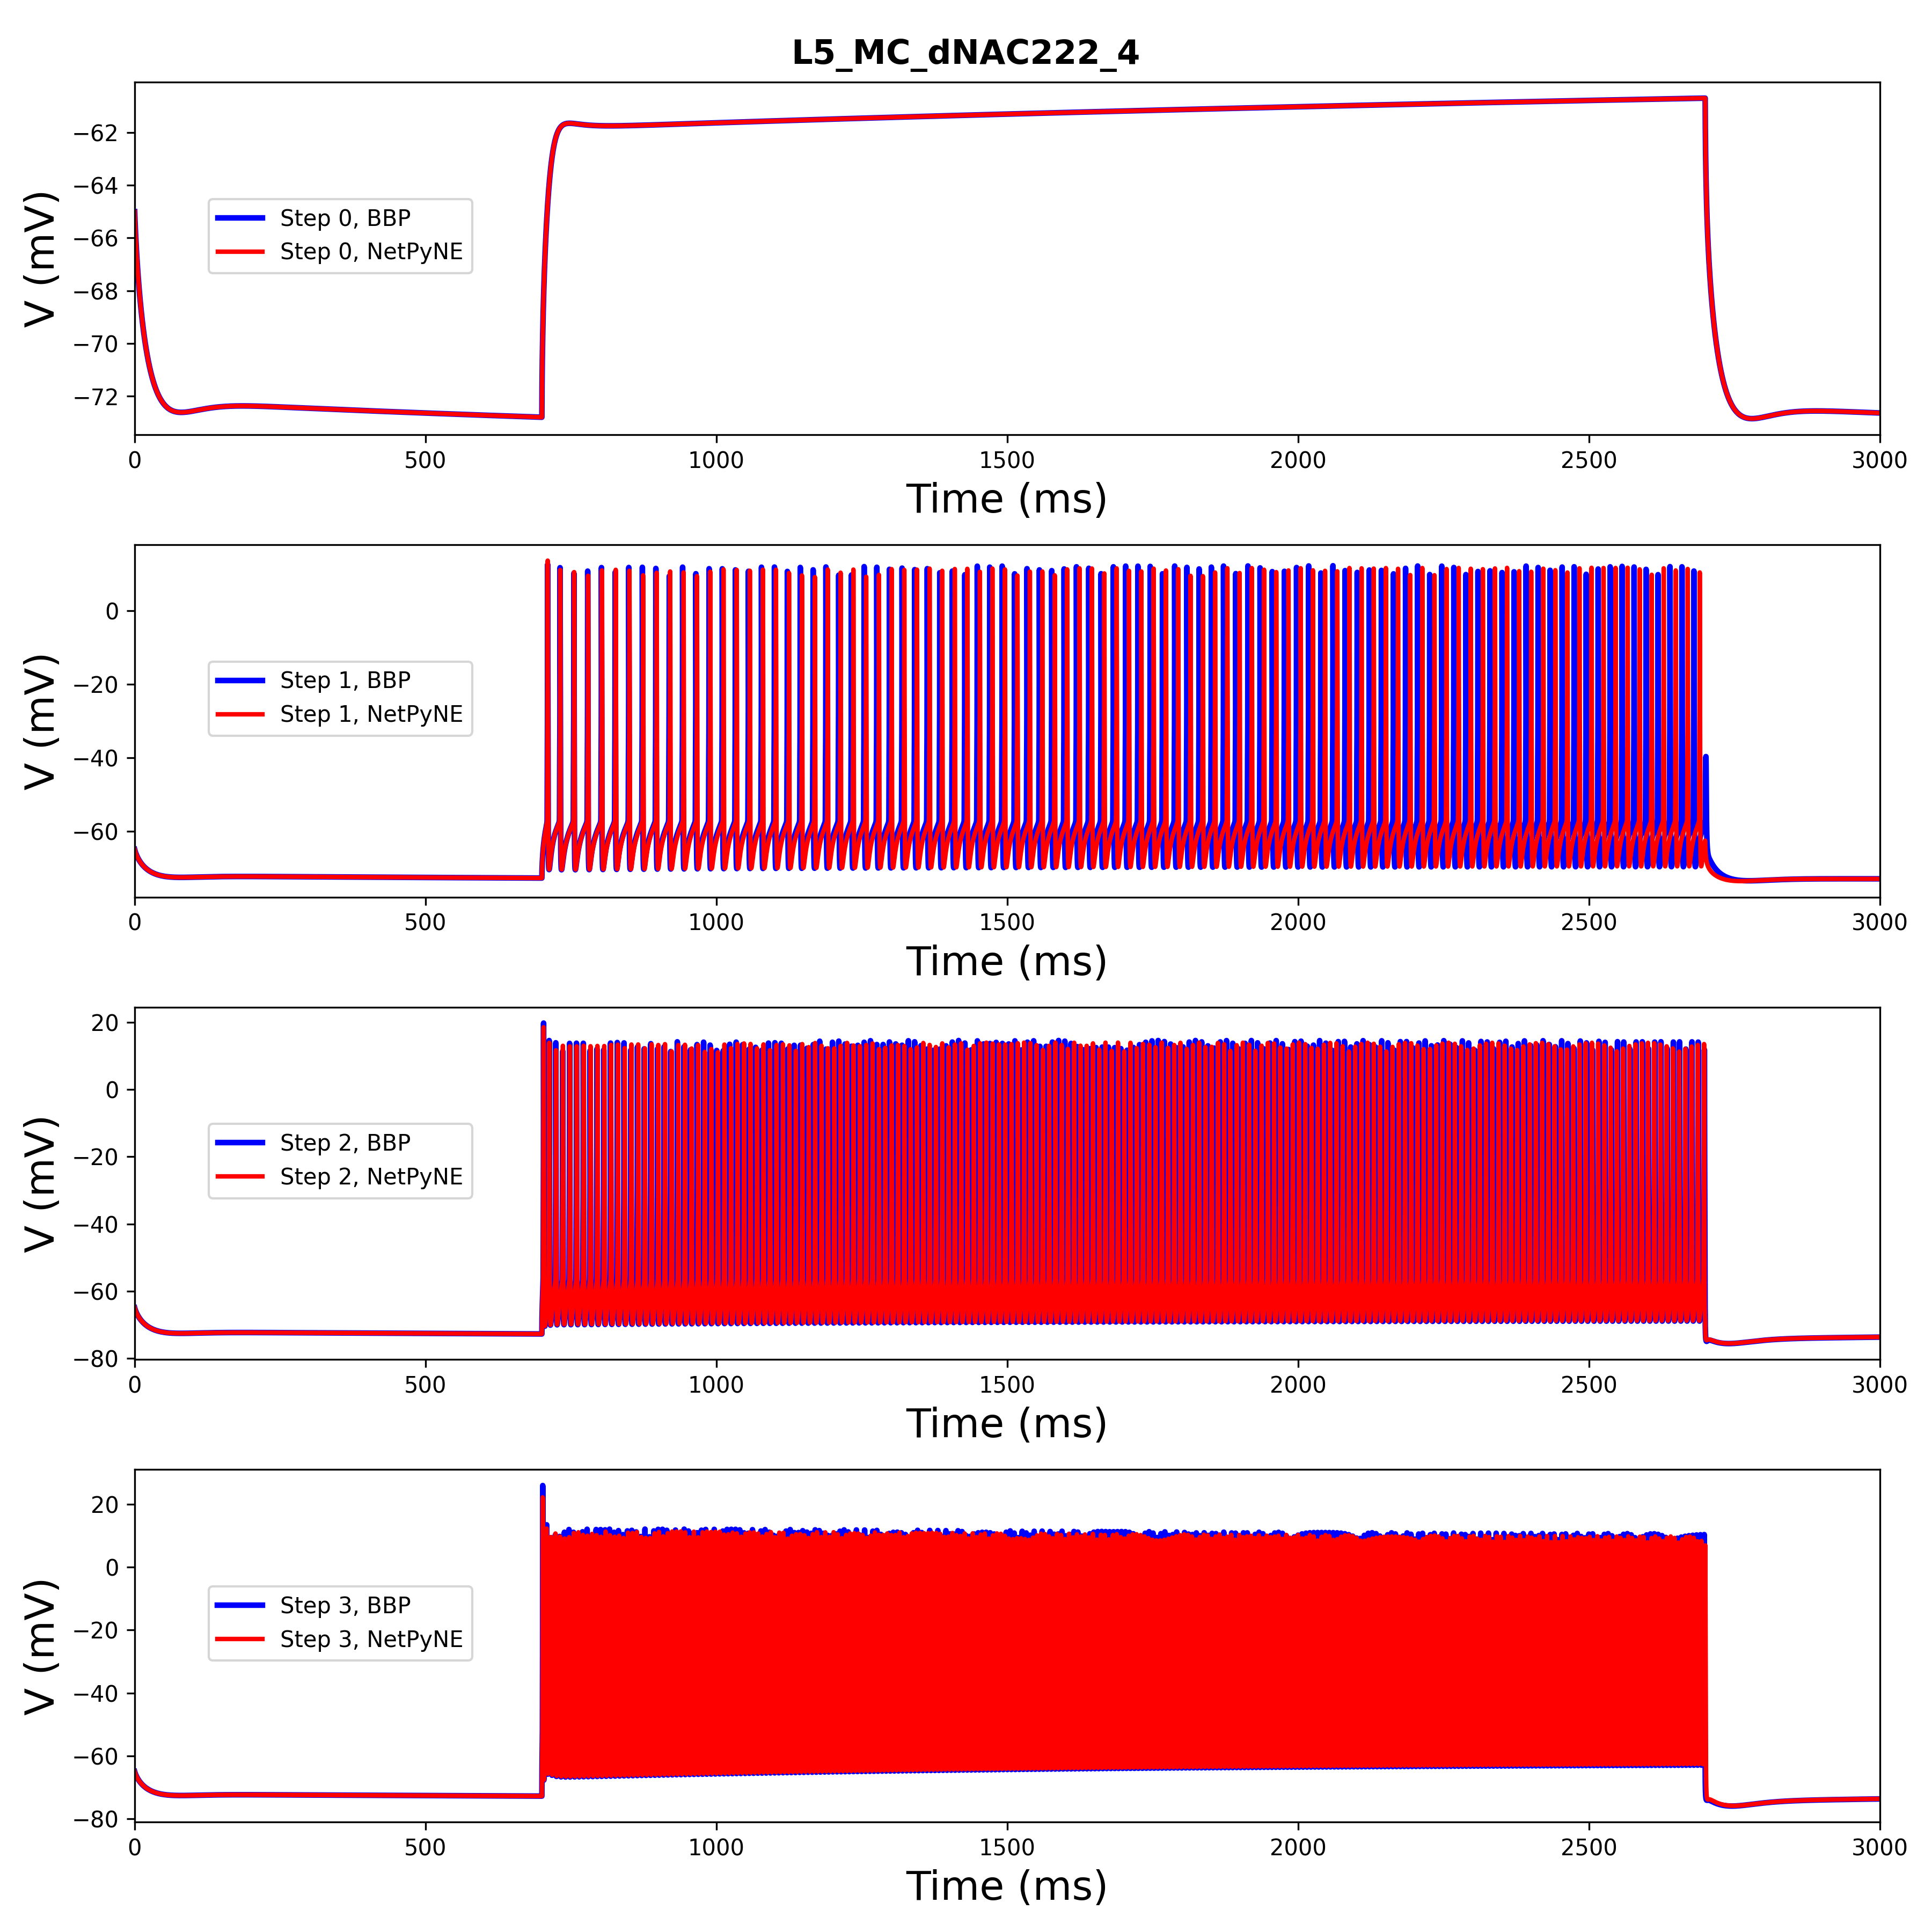 L5_MC_dNAC222_4
−62
−64
−66
−68
−70
−72
V (mV)
Step 0, BBP
Step 0, NetPyNE
0 500 1000 1500 2000 2500 3000
Time (ms)
0
−20
−40
−60
V (mV)
Step 1, BBP
Step 1, NetPyNE
0 500 1000 1500 2000 2500 3000
Time (ms)
20
0
−20
−40
−60
−80
V (mV)
Step 2, BBP
Step 2, NetPyNE
0 500 1000 1500 2000 2500 3000
Time (ms)
20
0
−20
−40
−60
−80
V (mV)
Step 3, BBP
Step 3, NetPyNE
0 500 1000 1500 2000 2500 3000
Time (ms)